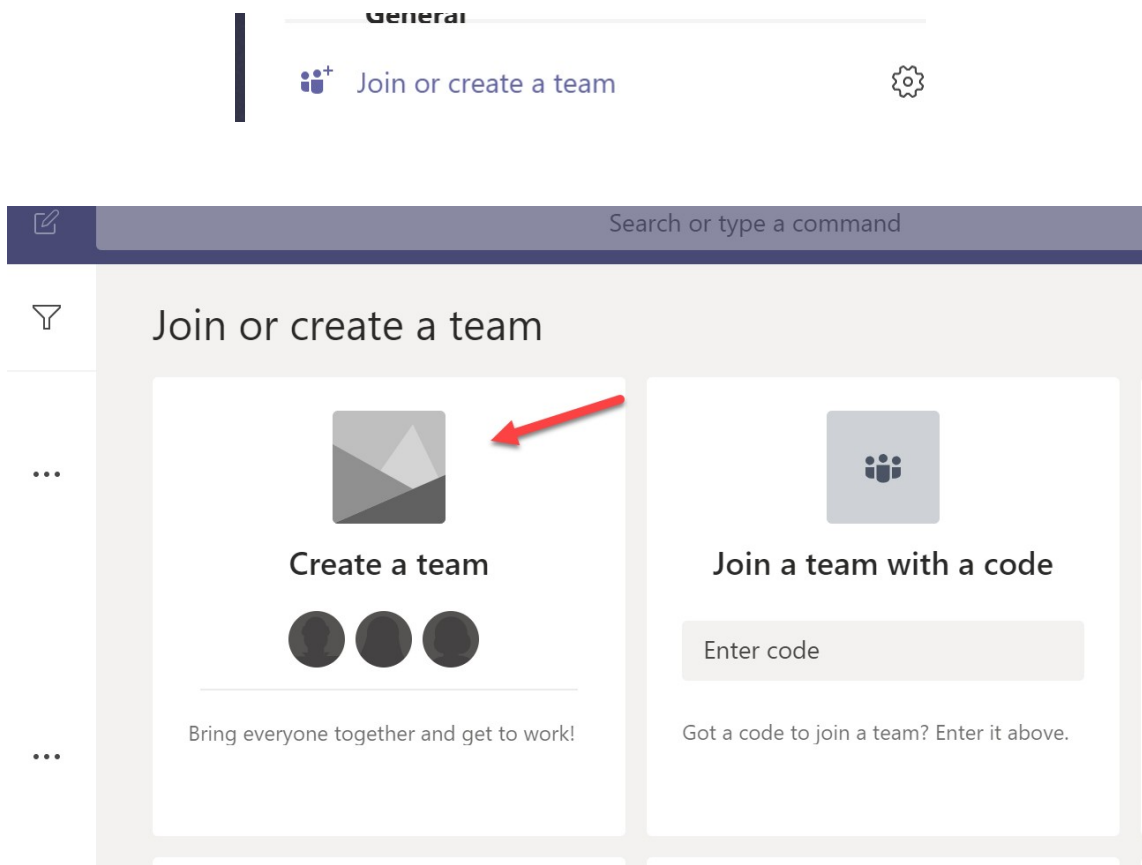 General
Join or create a team
Search or type a command
Join or create a team
Create a team
Bring everyone together and get to work!
Join a team with a code
Enter code
Got a code to join a team? Enter it above.